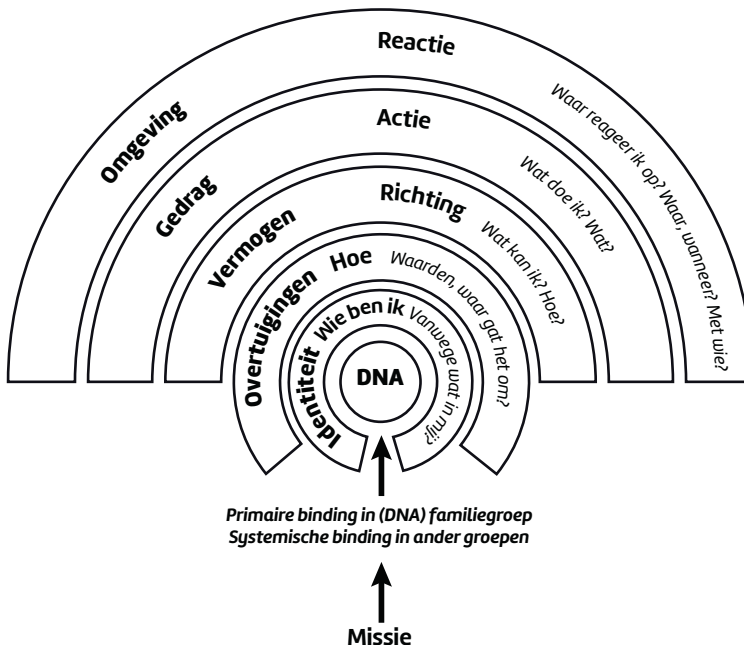 Reactie
Omgeving
Waar reageer ik op? Waar, wanneer? Met wie?
Actie
Gedrag
Wat doe ik? Wat?
Richting
Vermogen
Wat kan ik? Hoe?
Hoe
Overtuigingen
Waarden, waar gat het om?
Wie ben ik
Identiteit
Vanwege wat in mij?
DNA
Primaire binding in (DNA) familiegroep
Systemische binding in ander groepen
Missie